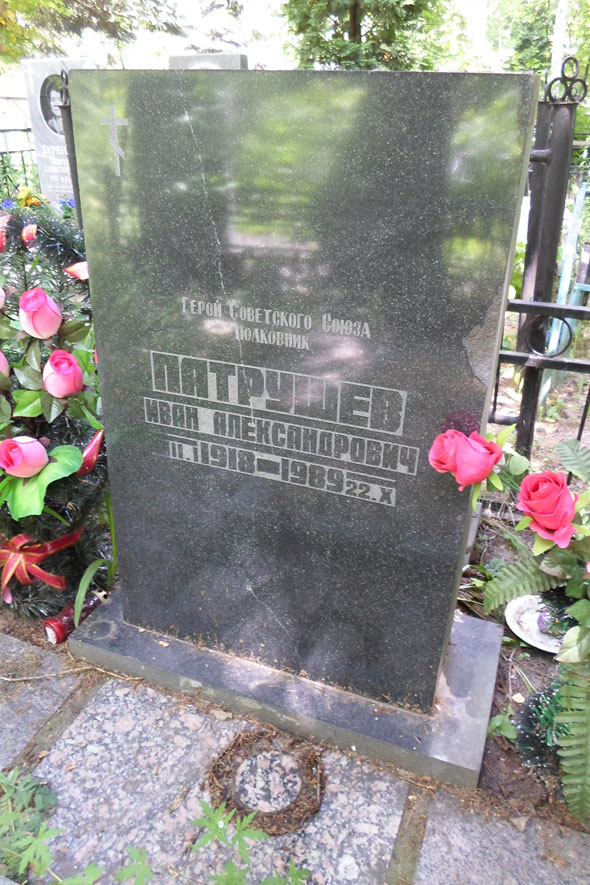 Герой Советского Союза
Полковник
ПАТРУШЕВ
ИВАН АЛЕКСАНДРОВИЧ
11.I 1918—1989 22.X